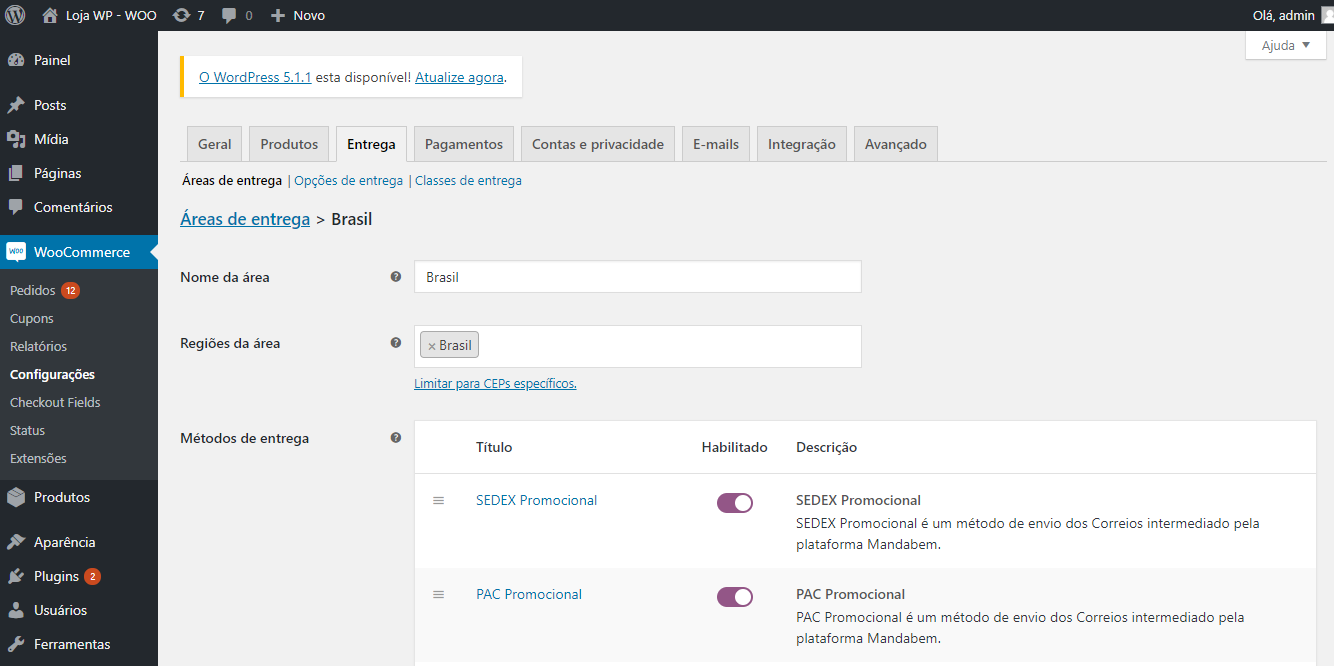 Loja WP - WOO 7 0 Novo Olá, admin
Ajuda
Painel
Posts
Mídia
Páginas
Comentários
WOO WooCommerce
Pedidos 12
Cupons
Relatórios
Configurações
Checkout Fields
Status
Extensões
Produtos
Aparência
Plugins 2
Usuários
Ferramentas
O WordPress 5.1.1 esta disponível! Atualize agora.
Geral Produtos Entrega Pagamentos Contas e privacidade E-mails Integração Avançado
Áreas de entrega | Opções de entrega | Classes de entrega
Áreas de entrega > Brasil
Nome da área ? Brasil
Regiões da área ? × Brasil
Limitar para CEPs específicos.
Métodos de entrega ?
Título Habilitado Descrição
SEDEX Promocional SEDEX Promocional
SEDEX Promocional é um método de envio dos Correios intermediado pela
plataforma Mandabem.
PAC Promocional PAC Promocional
PAC Promocional é um método de envio dos Correios intermediado pela
plataforma Mandabem.